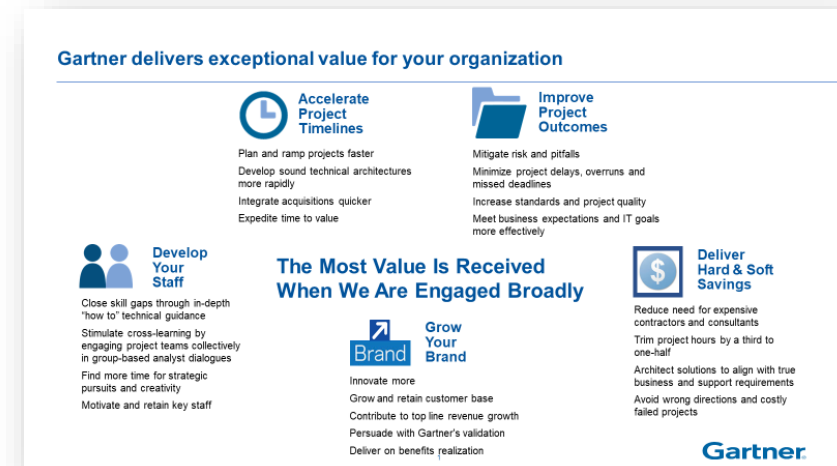 Gartner delivers exceptional value for your organization
Accelerate
Project
Timelines
Plan and ramp projects faster
Develop sound technical architectures
more rapidly
Integrate acquisitions quicker
Expedite time to value
Improve
Project
Outcomes
Mitigate risk and pitfalls
Minimize project delays, overruns and
missed deadlines
Increase standards and project quality
Meet business expectations and IT goals
more effectively
Develop
Your
Staff
Close skill gaps through in-depth
“how to” technical guidance
Stimulate cross-learning by
engaging project teams collectively
in group-based analyst dialogues
Find more time for strategic
pursuits and creativity
Motivate and retain key staff
The Most Value Is Received
When We Are Engaged Broadly
Brand
Grow
Your
Brand
Innovate more
Grow and retain customer base
Contribute to top line revenue growth
Persuade with Gartner's validation
Deliver on benefits realization
1
$
Deliver
Hard & Soft
Savings
Reduce need for expensive
contractors and consultants
Trim project hours by a third to
one-half
Architect solutions to align with true
business and support requirements
Avoid wrong directions and costly
failed projects
Gartner